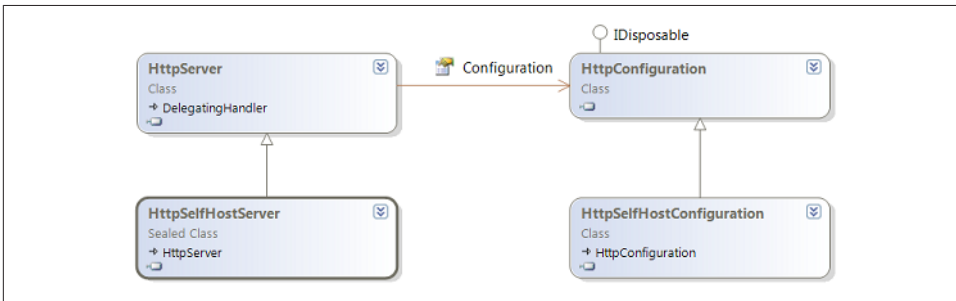 IDisposable
HttpServer
Class
DelegatingHandler
Configuration
HttpConfiguration
Class
HttpSelfHostServer
Sealed Class
HttpServer
HttpSelfHostConfiguration
Class
HttpConfiguration